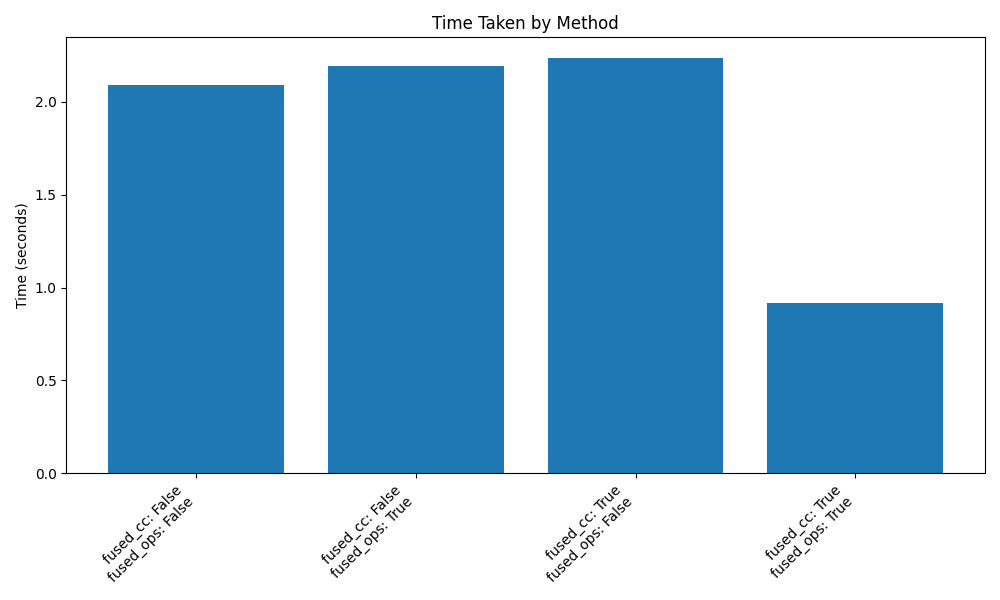 Time Taken by Method
Time (seconds)
2.0
1.5
1.0
0.5
0.0
fused_cc: False
fused_ops: False
fused_cc: False
fused_ops: True
fused_cc: True
fused_ops: False
fused_cc: True
fused_ops: True